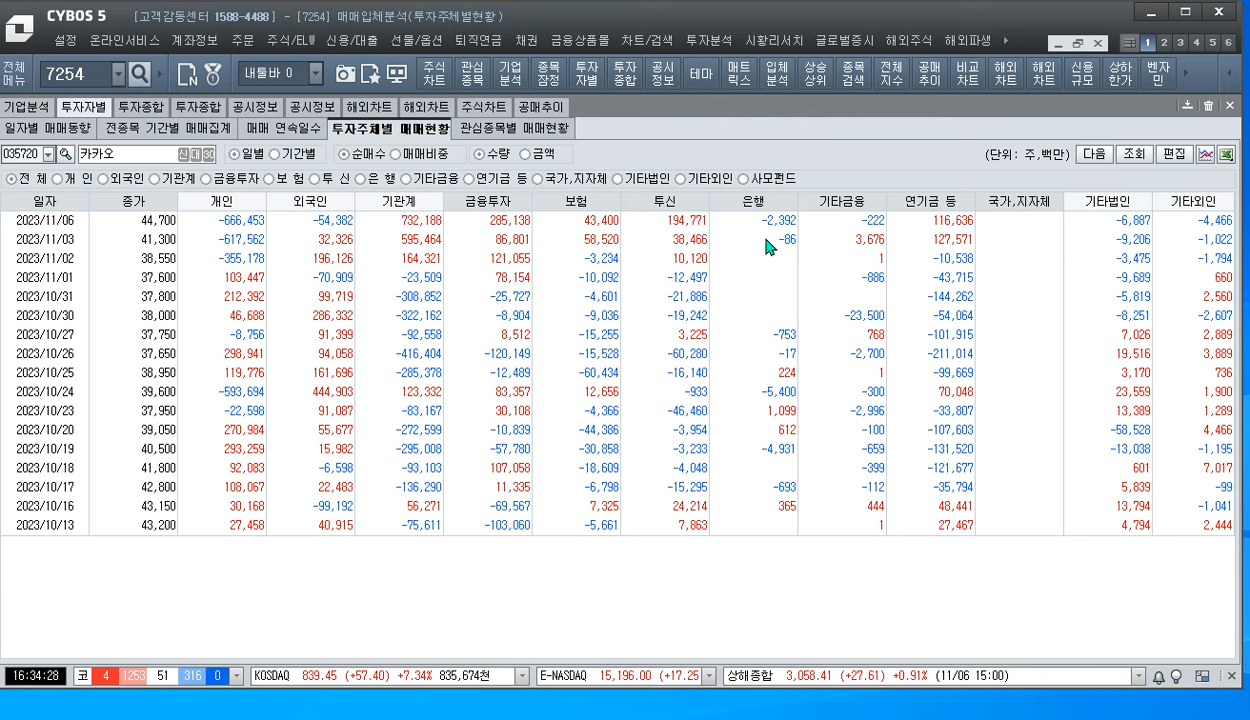 CYBOS 5 [고객감동센터 1588-4488] - [7254] 매매입체분석(투자주체별현황)
설정 온라인서비스 계좌정보 주문 주식/ELW 신용/대출 선물/옵션 퇴직연금 채권 금융상품몰 차트/검색 투자분석 시황리서치 글로벌증시 해외주식 해외파생 1 2 3 4 5 6
전체메뉴 7254 내툴바 0 주식차트 관심종목 기업분석 종목잠정 투자자별 투자종합 공시정보 테마 매트릭스 입체분석 상승상위 종목검색 전체지수 공매추이 비교차트 해외차트 해외차트 신용규모 상하한가 벤자민
기업분석 투자자별 투자종합 투자종합 공시정보 공시정보 해외차트 해외차트 주식차트 공매추이
일자별 매매동향 전종목 기간별 매매집계 매매 연속일수 투자주체별 매매현황 관심종목별 매매현황
035720 카카오 신 대 30 일별 기간별 순매수 매매비중 수량 금액 (단위: 주,백만) 다음 조회 편집
전 체 개 인 외국인 기관계 금융투자 보 험 투 신 은 행 기타금융 연기금 등 국가,지자체 기타법인 기타외인 사모펀드
일자 종가 개인 외국인 기관계 금융투자 보험 투신 은행 기타금융 연기금 등 국가,지자체 기타법인 기타외인
2023/11/06 44,700 -666,453 -54,382 732,188 285,138 43,400 194,771 -2,392 -222 116,636 -6,887 -4,466
2023/11/03 41,300 -617,562 32,326 595,464 86,801 58,520 38,466 -86 3,676 127,571 -9,206 -1,022
2023/11/02 38,550 -355,178 196,126 164,321 121,055 -3,234 10,120 1 -10,538 -3,475 -1,794
2023/11/01 37,600 103,447 -70,909 -23,509 78,154 -10,092 -12,497 -886 -43,715 -9,689 660
2023/10/31 37,800 212,392 99,719 -308,852 -25,727 -4,601 -21,886 -144,262 -5,819 2,560
2023/10/30 38,000 46,688 286,332 -322,162 -8,904 -9,036 -19,242 -23,500 -54,064 -8,251 -2,607
2023/10/27 37,750 -8,756 91,399 -92,558 8,512 -15,255 3,225 -753 768 -101,915 7,026 2,889
2023/10/26 37,650 298,941 94,058 -416,404 -120,149 -15,528 -60,280 -17 -2,700 -211,014 19,516 3,889
2023/10/25 38,950 119,776 161,696 -285,378 -12,489 -60,434 -16,140 224 1 -99,669 3,170 736
2023/10/24 39,600 -593,694 444,903 123,332 83,357 12,656 -933 -5,400 -300 70,048 23,559 1,900
2023/10/23 37,950 -22,598 91,087 -83,167 30,108 -4,366 -46,460 1,099 -2,996 -33,807 13,389 1,289
2023/10/20 39,050 270,984 55,677 -272,599 -10,839 -44,386 -3,954 612 -100 -107,603 -58,528 4,466
2023/10/19 40,500 293,259 15,982 -295,008 -57,780 -30,858 -3,233 -4,931 -659 -131,520 -13,038 -1,195
2023/10/18 41,800 92,083 -6,598 -93,103 107,058 -18,609 -4,048 -399 -121,677 601 7,017
2023/10/17 42,800 108,067 22,483 -136,290 11,335 -6,798 -15,295 -693 -112 -35,794 5,839 -99
2023/10/16 43,150 30,168 -99,192 56,271 -69,567 7,325 24,214 365 444 48,441 13,794 -1,041
2023/10/13 43,200 27,458 40,915 -75,611 -103,060 -5,661 7,863 1 27,467 4,794 2,444
16:34:28 코 4 1253 51 316 0 KOSDAQ 839.45 (+57.40) +7.34% 835,674천 E-NASDAQ 15,196.00 (+17.25 상해종합 3,058.41 (+27.61) +0.91% (11/06 15:00)